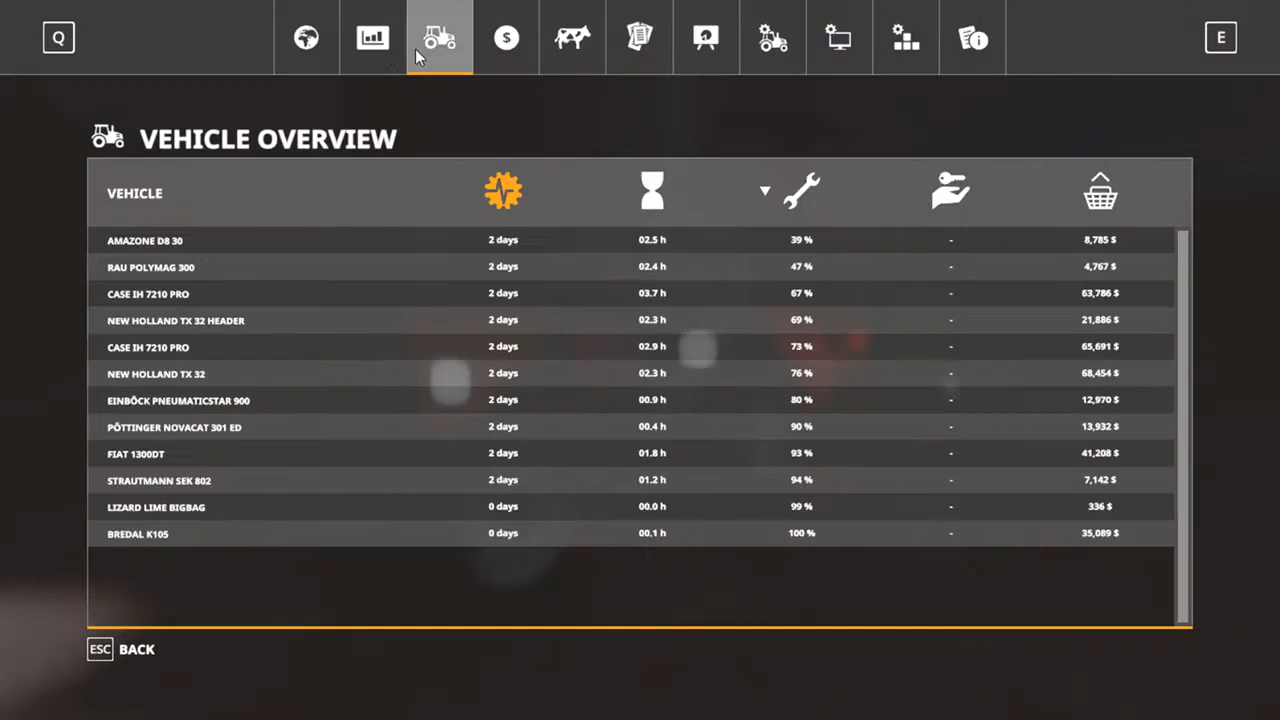 Q
$
E
VEHICLE OVERVIEW
VEHICLE
AMAZONE D8 30 2 days 02.5 h 39 % - 8,785 $
RAU POLYMAG 300 2 days 02.4 h 47 % - 4,767 $
CASE IH 7210 PRO 2 days 03.7 h 67 % - 63,786 $
NEW HOLLAND TX 32 HEADER 2 days 02.3 h 69 % - 21,886 $
CASE IH 7210 PRO 2 days 02.9 h 73 % - 65,691 $
NEW HOLLAND TX 32 2 days 02.3 h 76 % - 68,454 $
EINBÖCK PNEUMATICSTAR 900 2 days 00.9 h 80 % - 12,970 $
PÖTTINGER NOVACAT 301 ED 2 days 00.4 h 90 % - 13,932 $
FIAT 1300DT 2 days 01.8 h 93 % - 41,208 $
STRAUTMANN SEK 802 2 days 01.2 h 94 % - 7,142 $
LIZARD LIME BIGBAG 0 days 00.0 h 99 % - 336 $
BREDAL K105 0 days 00.1 h 100 % - 35,089 $
ESC BACK